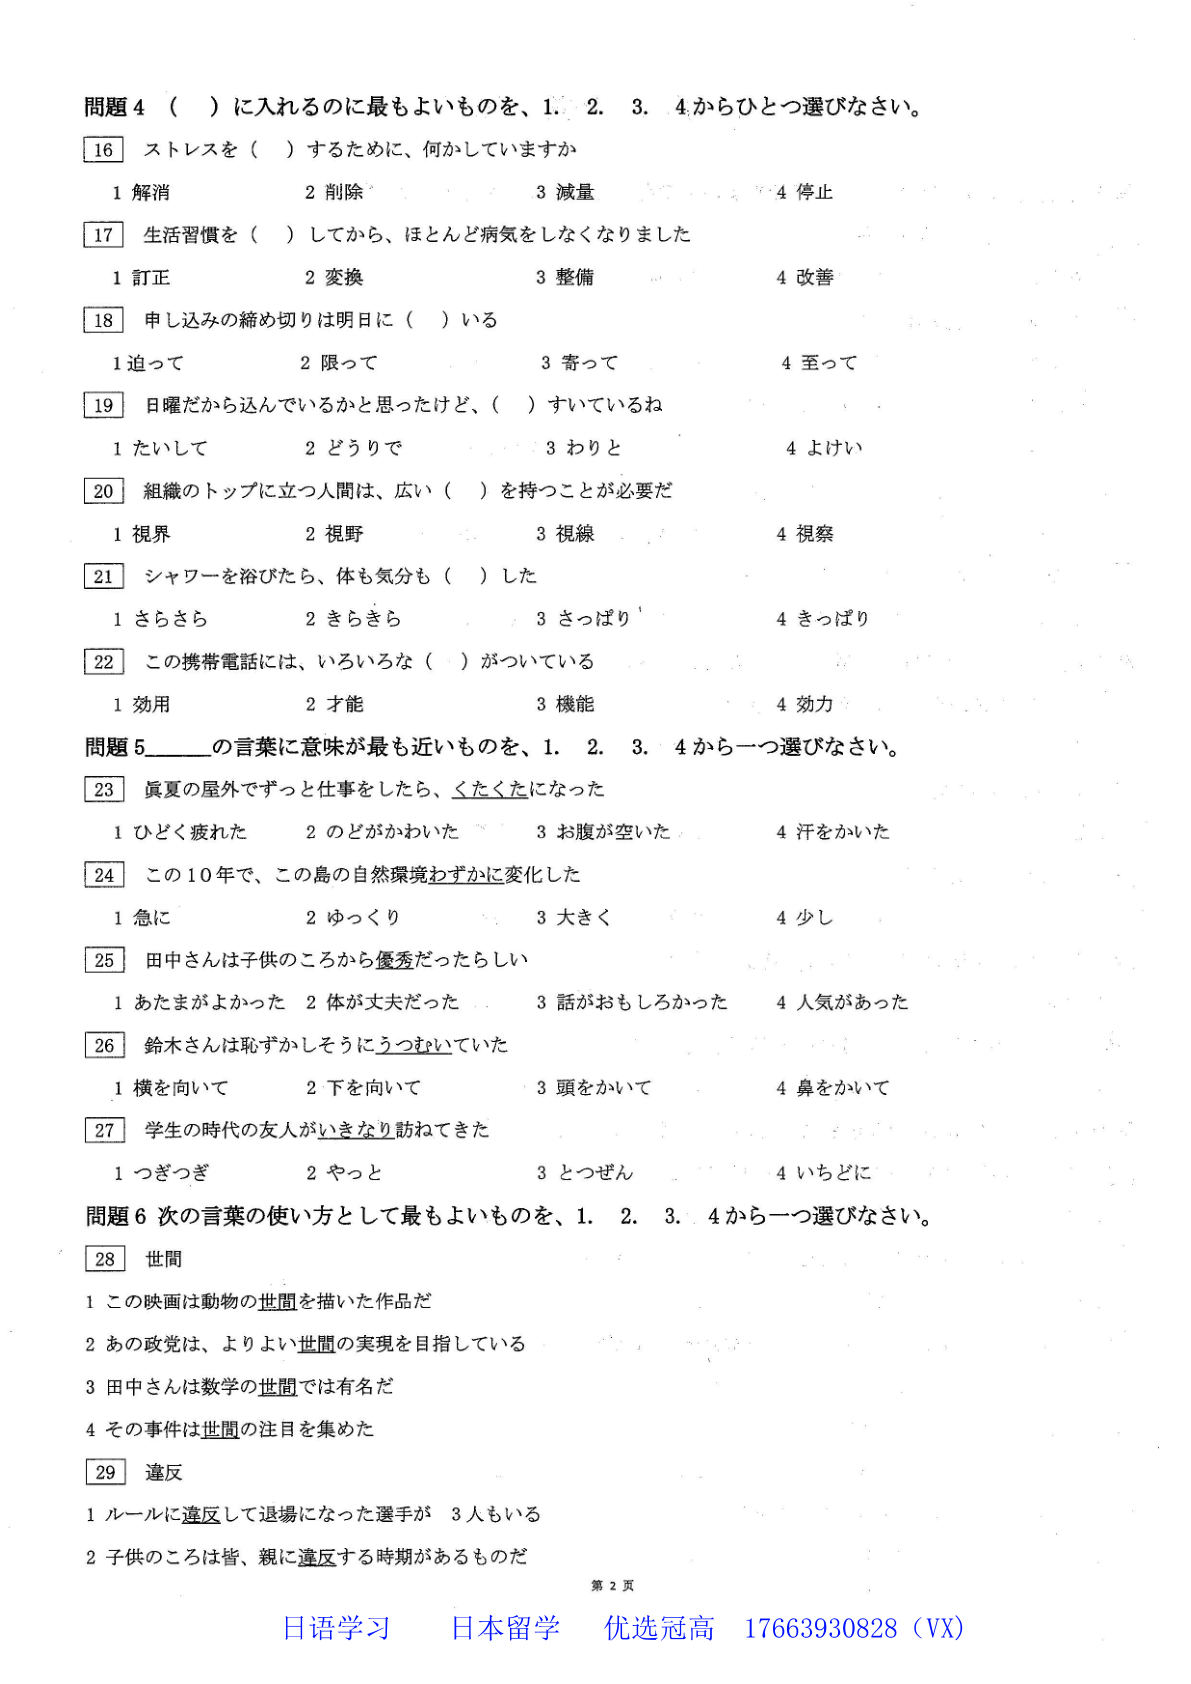 問題4 （　）に入れるのに最もよいものを、1. 2. 3. 4からひとつ選びなさい。
16 ストレスを（　）するために、何かしていますか
1 解消 2 削除 3 減量 4 停止
17 生活習慣を（　）してから、ほとんど病気をしなくなりました
1 訂正 2 変換 3 整備 4 改善
18 申し込みの締め切りは明日に（　）いる
1迫って 2 限って 3 寄って 4 至って
19 日曜だから込んでいるかと思ったけど、（　）すいているね
1 たいして 2 どうりで 3 わりと 4 よけい
20 組織のトップに立つ人間は、広い（　）を持つことが必要だ
1 視界 2 視野 3 視線 4 視察
21 シャワーを浴びたら、体も気分も（　）した
1 さらさら 2 きらきら 3 さっぱり 4 きっぱり
22 この携帯電話には、いろいろな（　）がついている
1 効用 2 才能 3 機能 4 効力
問題5______の言葉に意味が最も近いものを、1. 2. 3. 4から一つ選びなさい。
23 眞夏の屋外でずっと仕事をしたら、くたくたになった
1 ひどく疲れた 2 のどがかわいた 3 お腹が空いた 4 汗をかいた
24 この10年で、この島の自然環境わずかに変化した
1 急に 2 ゆっくり 3 大きく 4 少し
25 田中さんは子供のころから優秀だったらしい
1 あたまがよかった 2 体が丈夫だった 3 話がおもしろかった 4 人気があった
26 鈴木さんは恥ずかしそうにうつむいていた
1 横を向いて 2 下を向いて 3 頭をかいて 4 鼻をかいて
27 学生の時代の友人がいきなり訪ねてきた
1 つぎつぎ 2 やっと 3 とつぜん 4 いちどに
問題6 次の言葉の使い方として最もよいものを、1. 2. 3. 4から一つ選びなさい。
28 世間
1 この映画は動物の世間を描いた作品だ
2 あの政党は、よりよい世間の実現を目指している
3 田中さんは数学の世間では有名だ
4 その事件は世間の注目を集めた
29 違反
1 ルールに違反して退場になった選手が 3人もいる
2 子供のころは皆、親に違反する時期があるものだ
第 2 页
日语学习 日本留学 优选冠高 17663930828（VX）